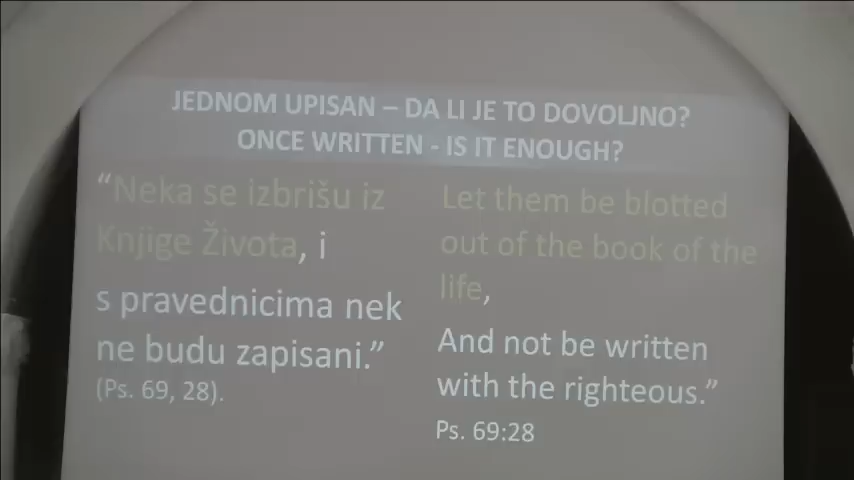 JEDNOM UPISAN – DA LI JE TO DOVOLJNO?
ONCE WRITTEN - IS IT ENOUGH?
“Neka se izbrišu iz
Knjige Života, i
s pravednicima nek
ne budu zapisani.”
(Ps. 69, 28).
Let them be blotted
out of the book of the
life,
And not be written
with the righteous.”
Ps. 69:28